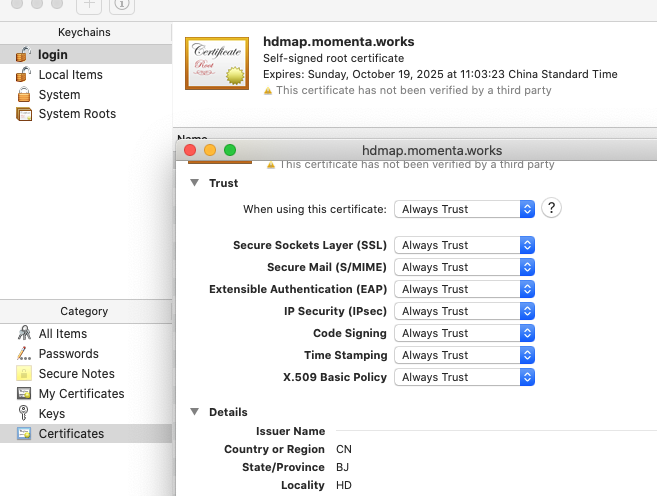 Keychains
login
Local Items
System
System Roots
hdmap.momenta.works
Self-signed root certificate
Expires: Sunday, October 19, 2025 at 11:03:23 China Standard Time
This certificate has not been verified by a third party
Certificate
Root
Name
hdmap.momenta.works
This certificate has not been verified by a third party
Trust
When using this certificate: Always Trust ?
Secure Sockets Layer (SSL) Always Trust
Secure Mail (S/MIME) Always Trust
Extensible Authentication (EAP) Always Trust
IP Security (IPsec) Always Trust
Code Signing Always Trust
Time Stamping Always Trust
X.509 Basic Policy Always Trust
Details
Issuer Name
Country or Region CN
State/Province BJ
Locality HD
Category
All Items
Passwords
Secure Notes
My Certificates
Keys
Certificates